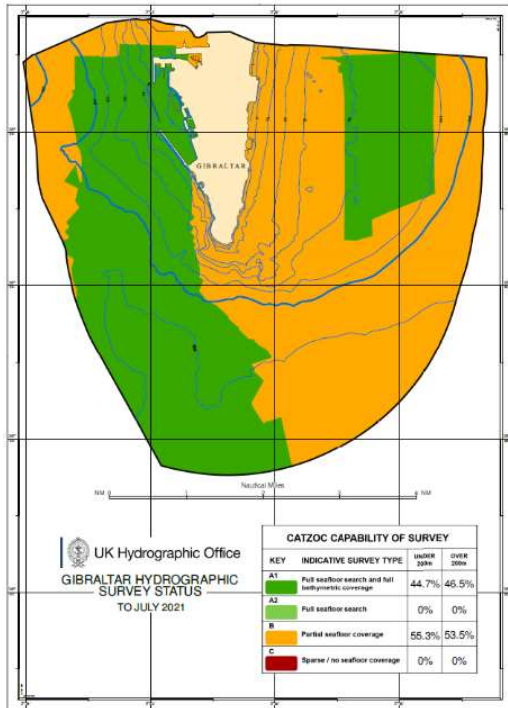 GIBRALTAR
Nautical Miles
NM 0 1 2 3 4 NM
UK Hydrographic Office
GIBRALTAR HYDROGRAPHIC
SURVEY STATUS
TO JULY 2021
CATZOC CAPABILITY OF SURVEY
KEY INDICATIVE SURVEY TYPE UNDER 200m OVER 200m
A1 Full seafloor search and full
bathymetric coverage 44.7% 46.5%
A2 Full seafloor search 0% 0%
B Partial seafloor coverage 55.3% 53.5%
C Sparse / no seafloor coverage 0% 0%